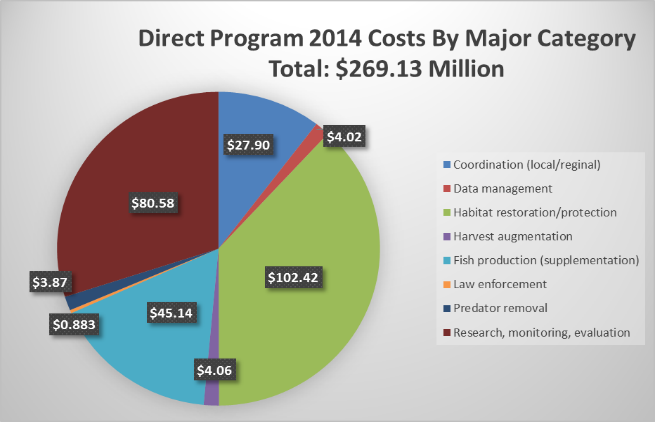 Direct Program 2014 Costs By Major Category
Total: $269.13 Million
$27.90
$4.02
$80.58
$102.42
$3.87
$0.883
$45.14
$4.06
Coordination (local/reginal)
Data management
Habitat restoration/protection
Harvest augmentation
Fish production (supplementation)
Law enforcement
Predator removal
Research, monitoring, evaluation